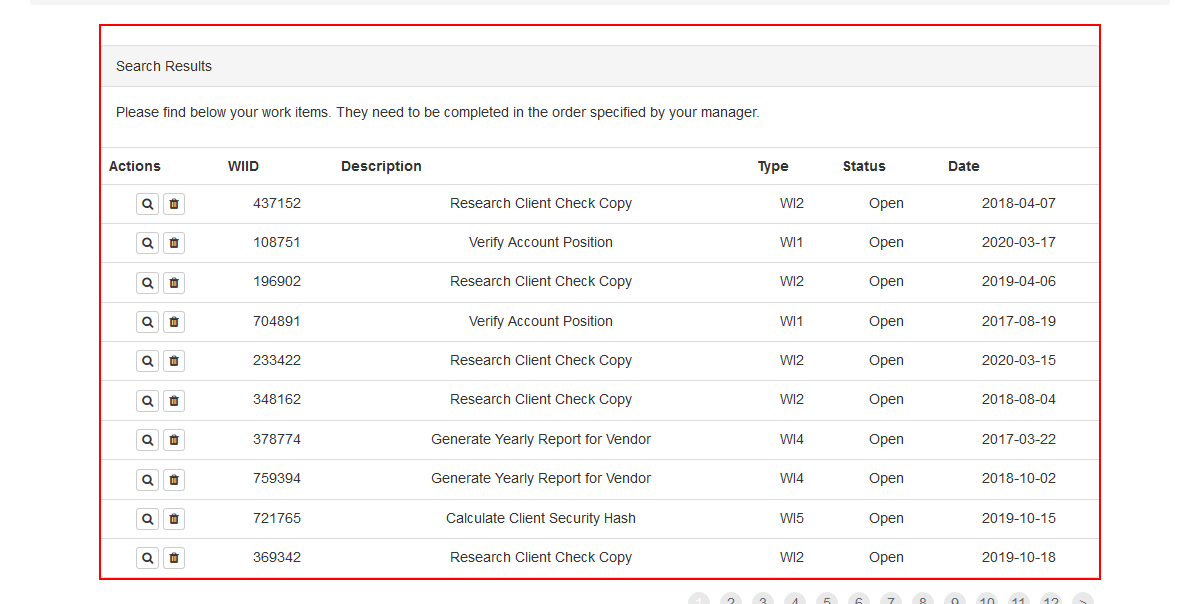 Search Results
Please find below your work items. They need to be completed in the order specified by your manager.
Actions WIID Description Type Status Date
437152 Research Client Check Copy WI2 Open 2018-04-07
108751 Verify Account Position WI1 Open 2020-03-17
196902 Research Client Check Copy WI2 Open 2019-04-06
704891 Verify Account Position WI1 Open 2017-08-19
233422 Research Client Check Copy WI2 Open 2020-03-15
348162 Research Client Check Copy WI2 Open 2018-08-04
378774 Generate Yearly Report for Vendor WI4 Open 2017-03-22
759394 Generate Yearly Report for Vendor WI4 Open 2018-10-02
721765 Calculate Client Security Hash WI5 Open 2019-10-15
369342 Research Client Check Copy WI2 Open 2019-10-18
1 2 3 4 5 6 7 8 9 10 11 12 >